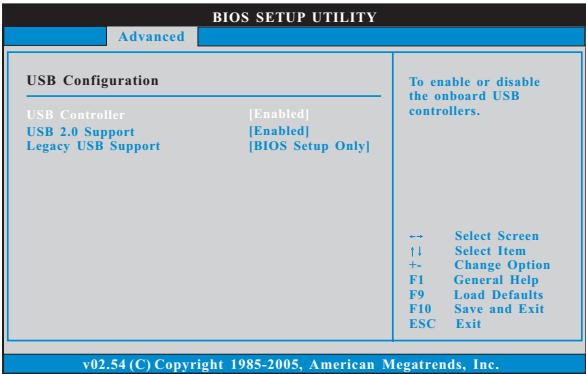 BIOS SETUP UTILITY
Advanced
USB Configuration
USB Controller [Enabled]
USB 2.0 Support [Enabled]
Legacy USB Support [BIOS Setup Only]
To enable or disable
the onboard USB
controllers.
←→ Select Screen
↑↓ Select Item
+- Change Option
F1 General Help
F9 Load Defaults
F10 Save and Exit
ESC Exit
v02.54 (C) Copyright 1985-2005, American Megatrends, Inc.